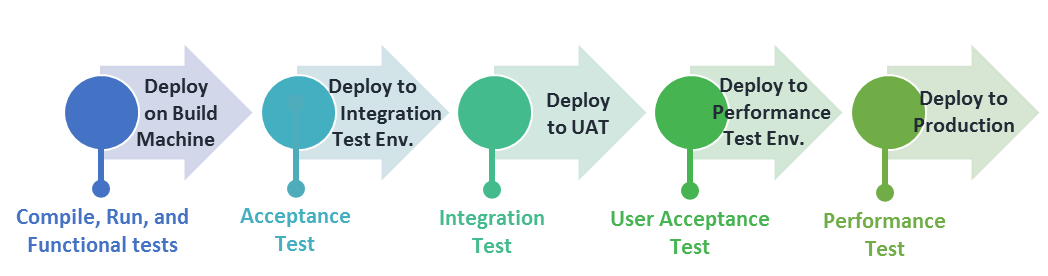 Deploy
on Build
Machine
Deploy to
Integration
Test Env.
Deploy
to UAT
Deploy to
Performance
Test Env.
Deploy to
Production
Compile, Run, and
Functional tests
Acceptance
Test
Integration
Test
User Acceptance
Test
Performance
Test